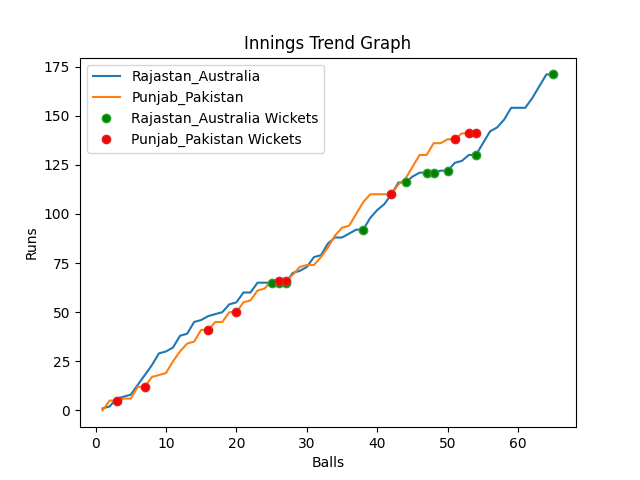 Innings Trend Graph
Rajastan_Australia
Punjab_Pakistan
Rajastan_Australia Wickets
Punjab_Pakistan Wickets
175
150
125
100
75
50
25
0
Runs
0 10 20 30 40 50 60
Balls